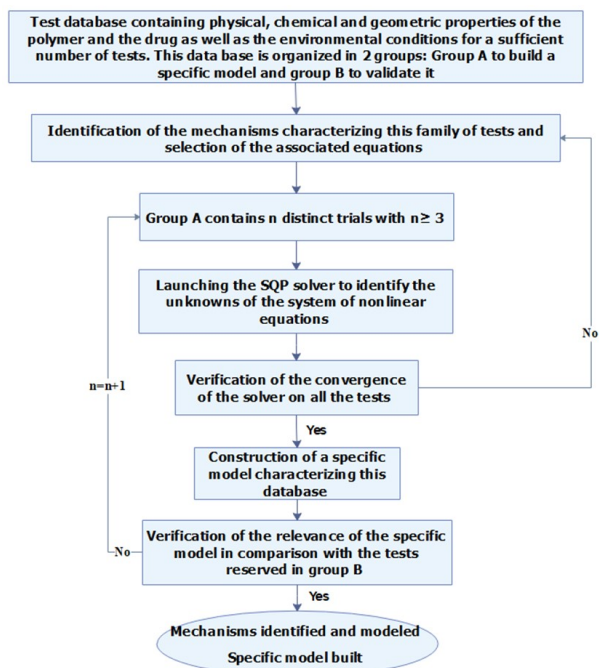 Test database containing physical, chemical and geometric properties of the
polymer and the drug as well as the environmental conditions for a sufficient
number of tests. This data base is organized in 2 groups: Group A to build a
specific model and group B to validate it
Identification of the mechanisms characterizing this family of tests and
selection of the associated equations
Group A contains n distinct trials with n≥ 3
Launching the SQP solver to identify the
unknowns of the system of nonlinear
equations
No
n=n+1
Verification of the convergence
of the solver on all the tests
Yes
Construction of a specific
model characterizing this
database
Verification of the relevance of the specific
model in comparison with the tests
reserved in group B
No
Yes
Mechanisms identified and modeled
Specific model built